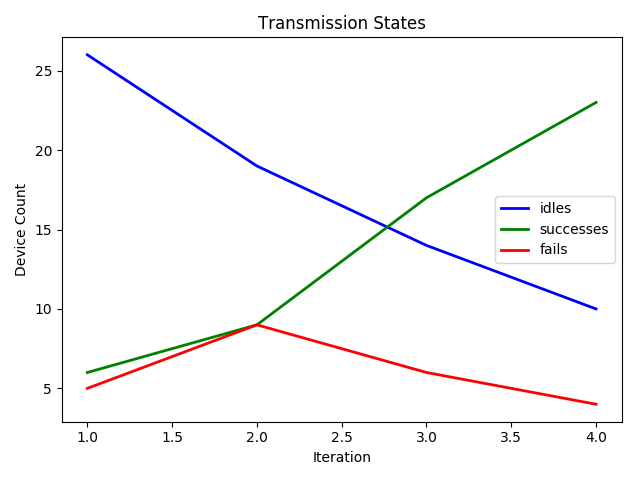 Transmission States
Device Count
25
20
15
10
5
idles
successes
fails
1.0 1.5 2.0 2.5 3.0 3.5 4.0
Iteration